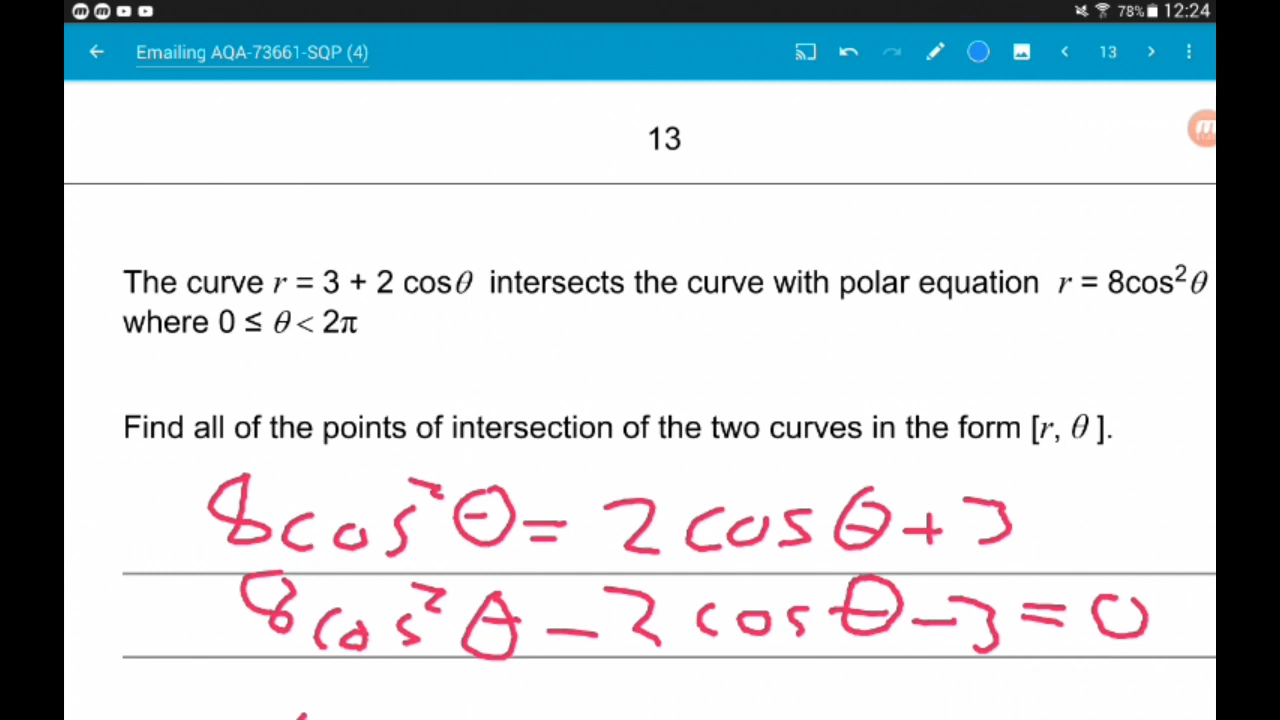 78% 12:24
Emailing AQA-73661-SQP (4) 13
13
The curve r = 3 + 2 cosθ intersects the curve with polar equation r = 8cos²θ
where 0 ≤ θ < 2π
Find all of the points of intersection of the two curves in the form [r, θ ].
8cos²θ = 2cosθ + 3
8cos²θ - 2cosθ - 3 = 0